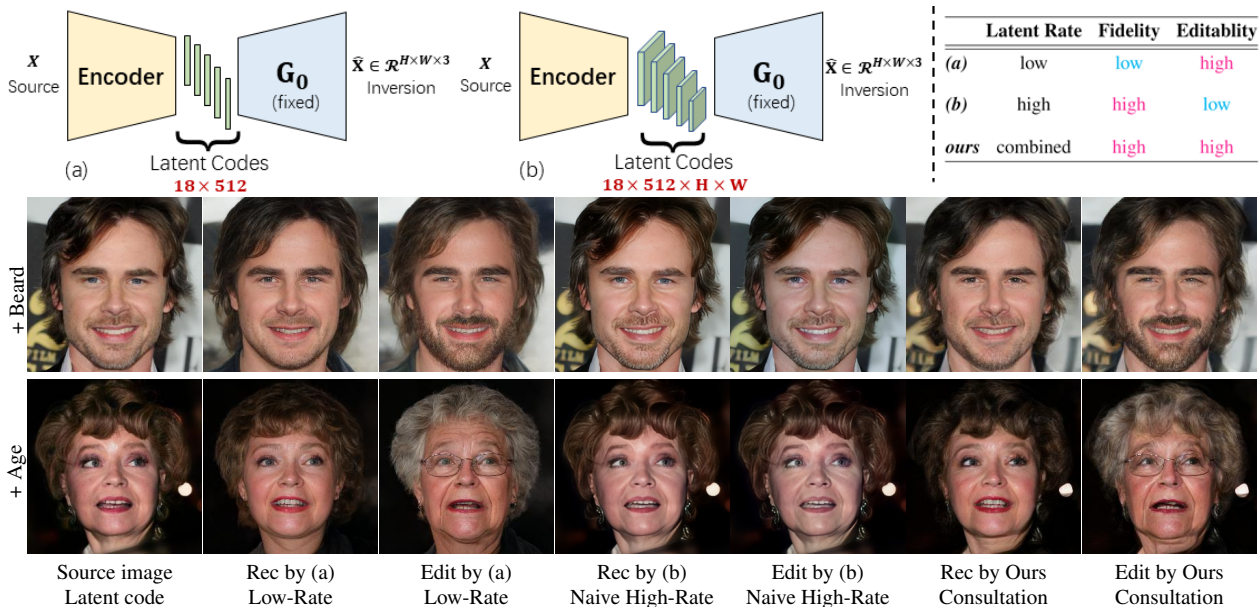 X
Source
Encoder
G₀
(fixed)
X̂ ∈ 𝓡^{H×W×3}
Inversion
Latent Codes
(a)
18 × 512
X
Source
Encoder
G₀
(fixed)
X̂ ∈ 𝓡^{H×W×3}
Inversion
Latent Codes
(b)
18 × 512 × H × W
Latent Rate Fidelity Editablity
(a) low low high
(b) high high low
ours combined high high
+ Beard
FILM
+ Age
Source image
Latent code
Rec by (a)
Low-Rate
Edit by (a)
Low-Rate
Rec by (b)
Naive High-Rate
Edit by (b)
Naive High-Rate
Rec by Ours
Consultation
Edit by Ours
Consultation